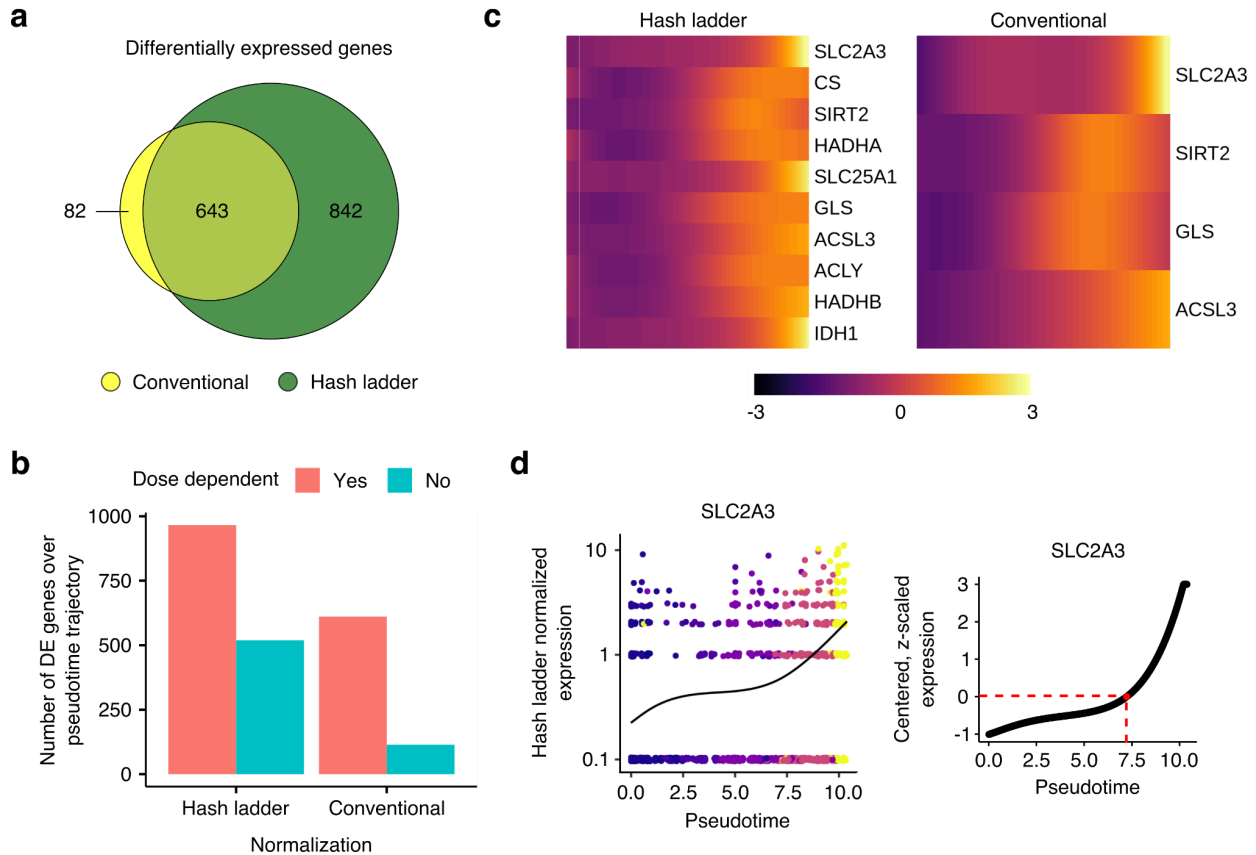 a
Differentially expressed genes
82
643
842
Conventional
Hash ladder
c
Hash ladder
SLC2A3
CS
SIRT2
HADHA
SLC25A1
GLS
ACSL3
ACLY
HADHB
IDH1
Conventional
SLC2A3
SIRT2
GLS
ACSL3
-3
0
3
b
Dose dependent
Yes
No
Number of DE genes over
pseudotime trajectory
1000
750
500
250
0
Hash ladder
Conventional
Normalization
d
SLC2A3
Hash ladder normalized
expression
10
1
0.1
0.0
2.5
5.0
7.5
10.0
Pseudotime
SLC2A3
Centered, z-scaled
expression
3
2
1
0
-1
0.0
2.5
5.0
7.5
10.0
Pseudotime